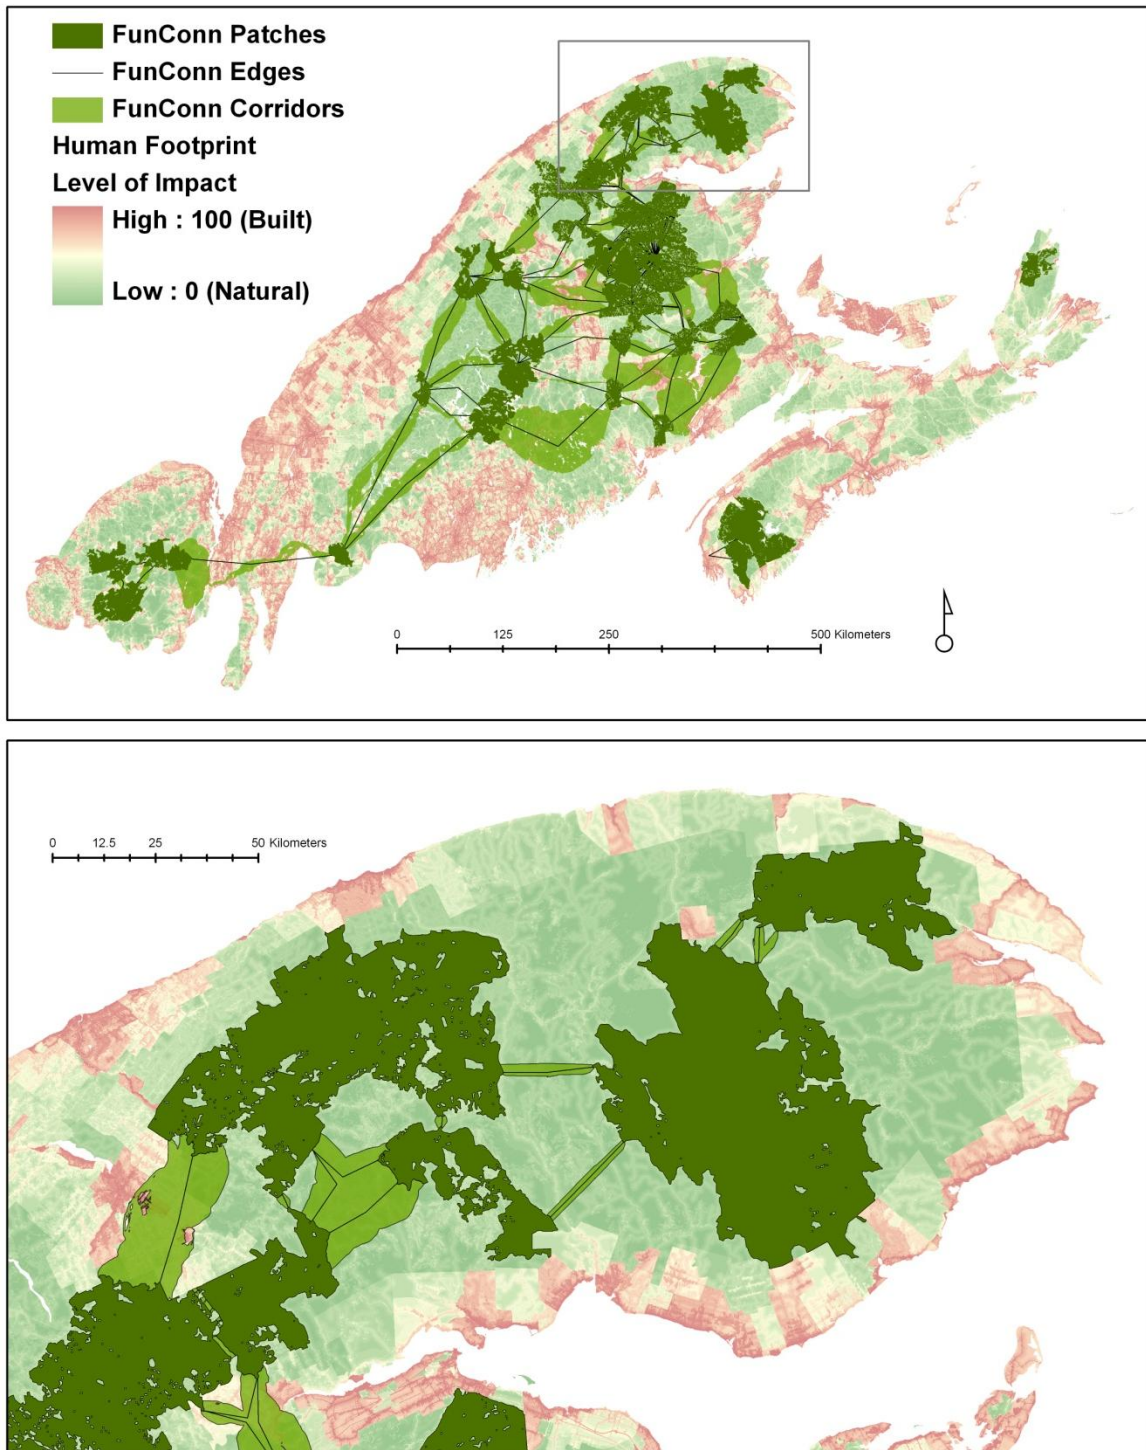 FunConn Patches
FunConn Edges
FunConn Corridors
Human Footprint
Level of Impact
High : 100 (Built)
Low : 0 (Natural)
0 125 250 500 Kilometers
0 12.5 25 50 Kilometers